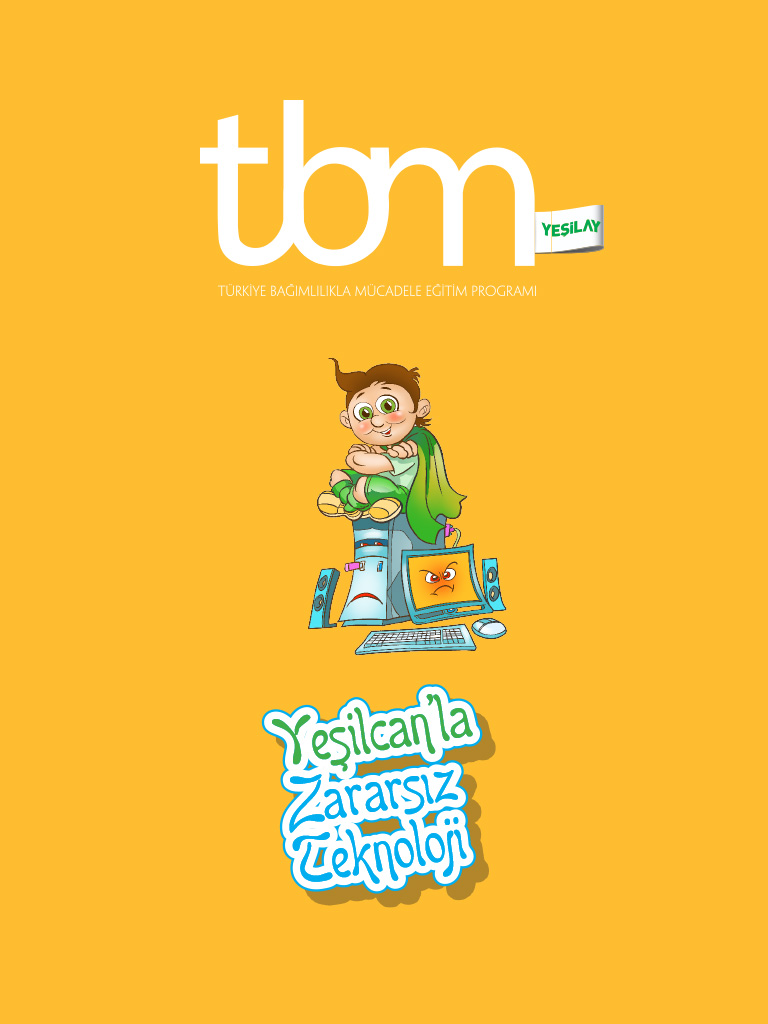 tbm
YEŞİLAY
TÜRKİYE BAĞIMLILIKLA MÜCADELE EĞİTİM PROGRAMI
Yeşilcan'la
Zararsız
Teknoloji